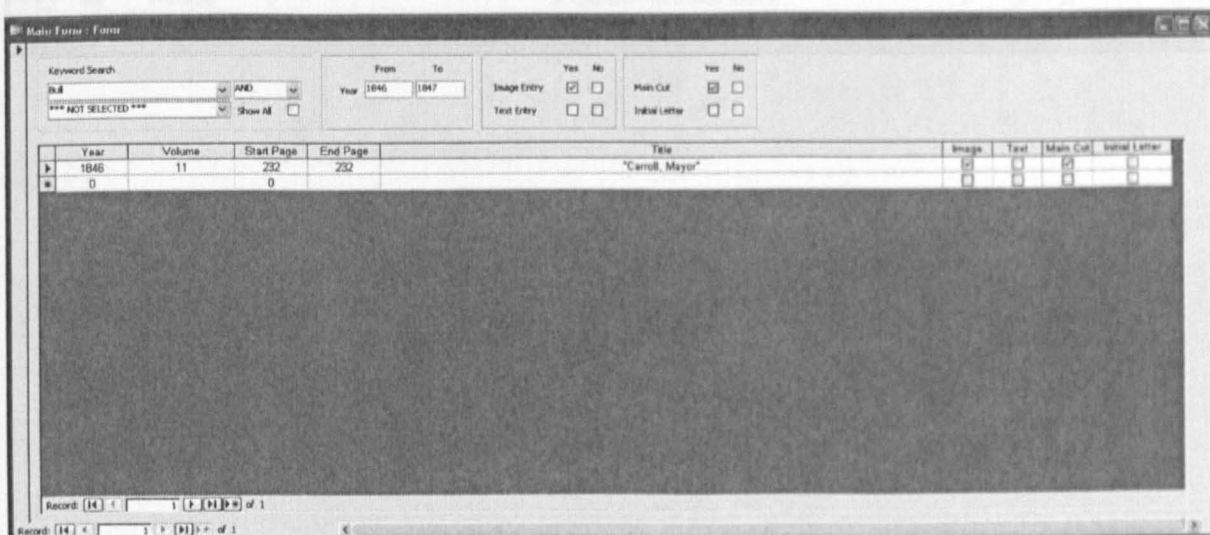 Main Form : Form
Keyword Search
Bull AND
*** NOT SELECTED *** Show All
From To
Year 1846 1847
Yes No
Image Entry
Text Entry
Yes No
Main Cut
Initial Letter
Year Volume Start Page End Page Title Image Text Main Cut Initial Letter
1846 11 232 232 "Carroll, Mayor"
0 0
Record: 1 of 1
Record: 1 of 1